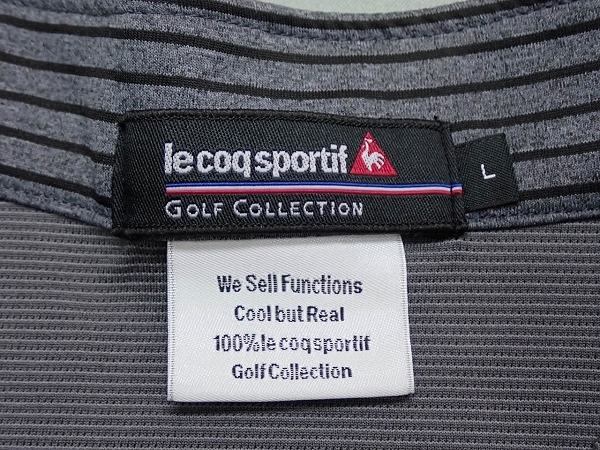 le coq sportif
GOLF COLLECTION
L
We Sell Functions
Cool but Real
100% le coq sportif
Golf Collection